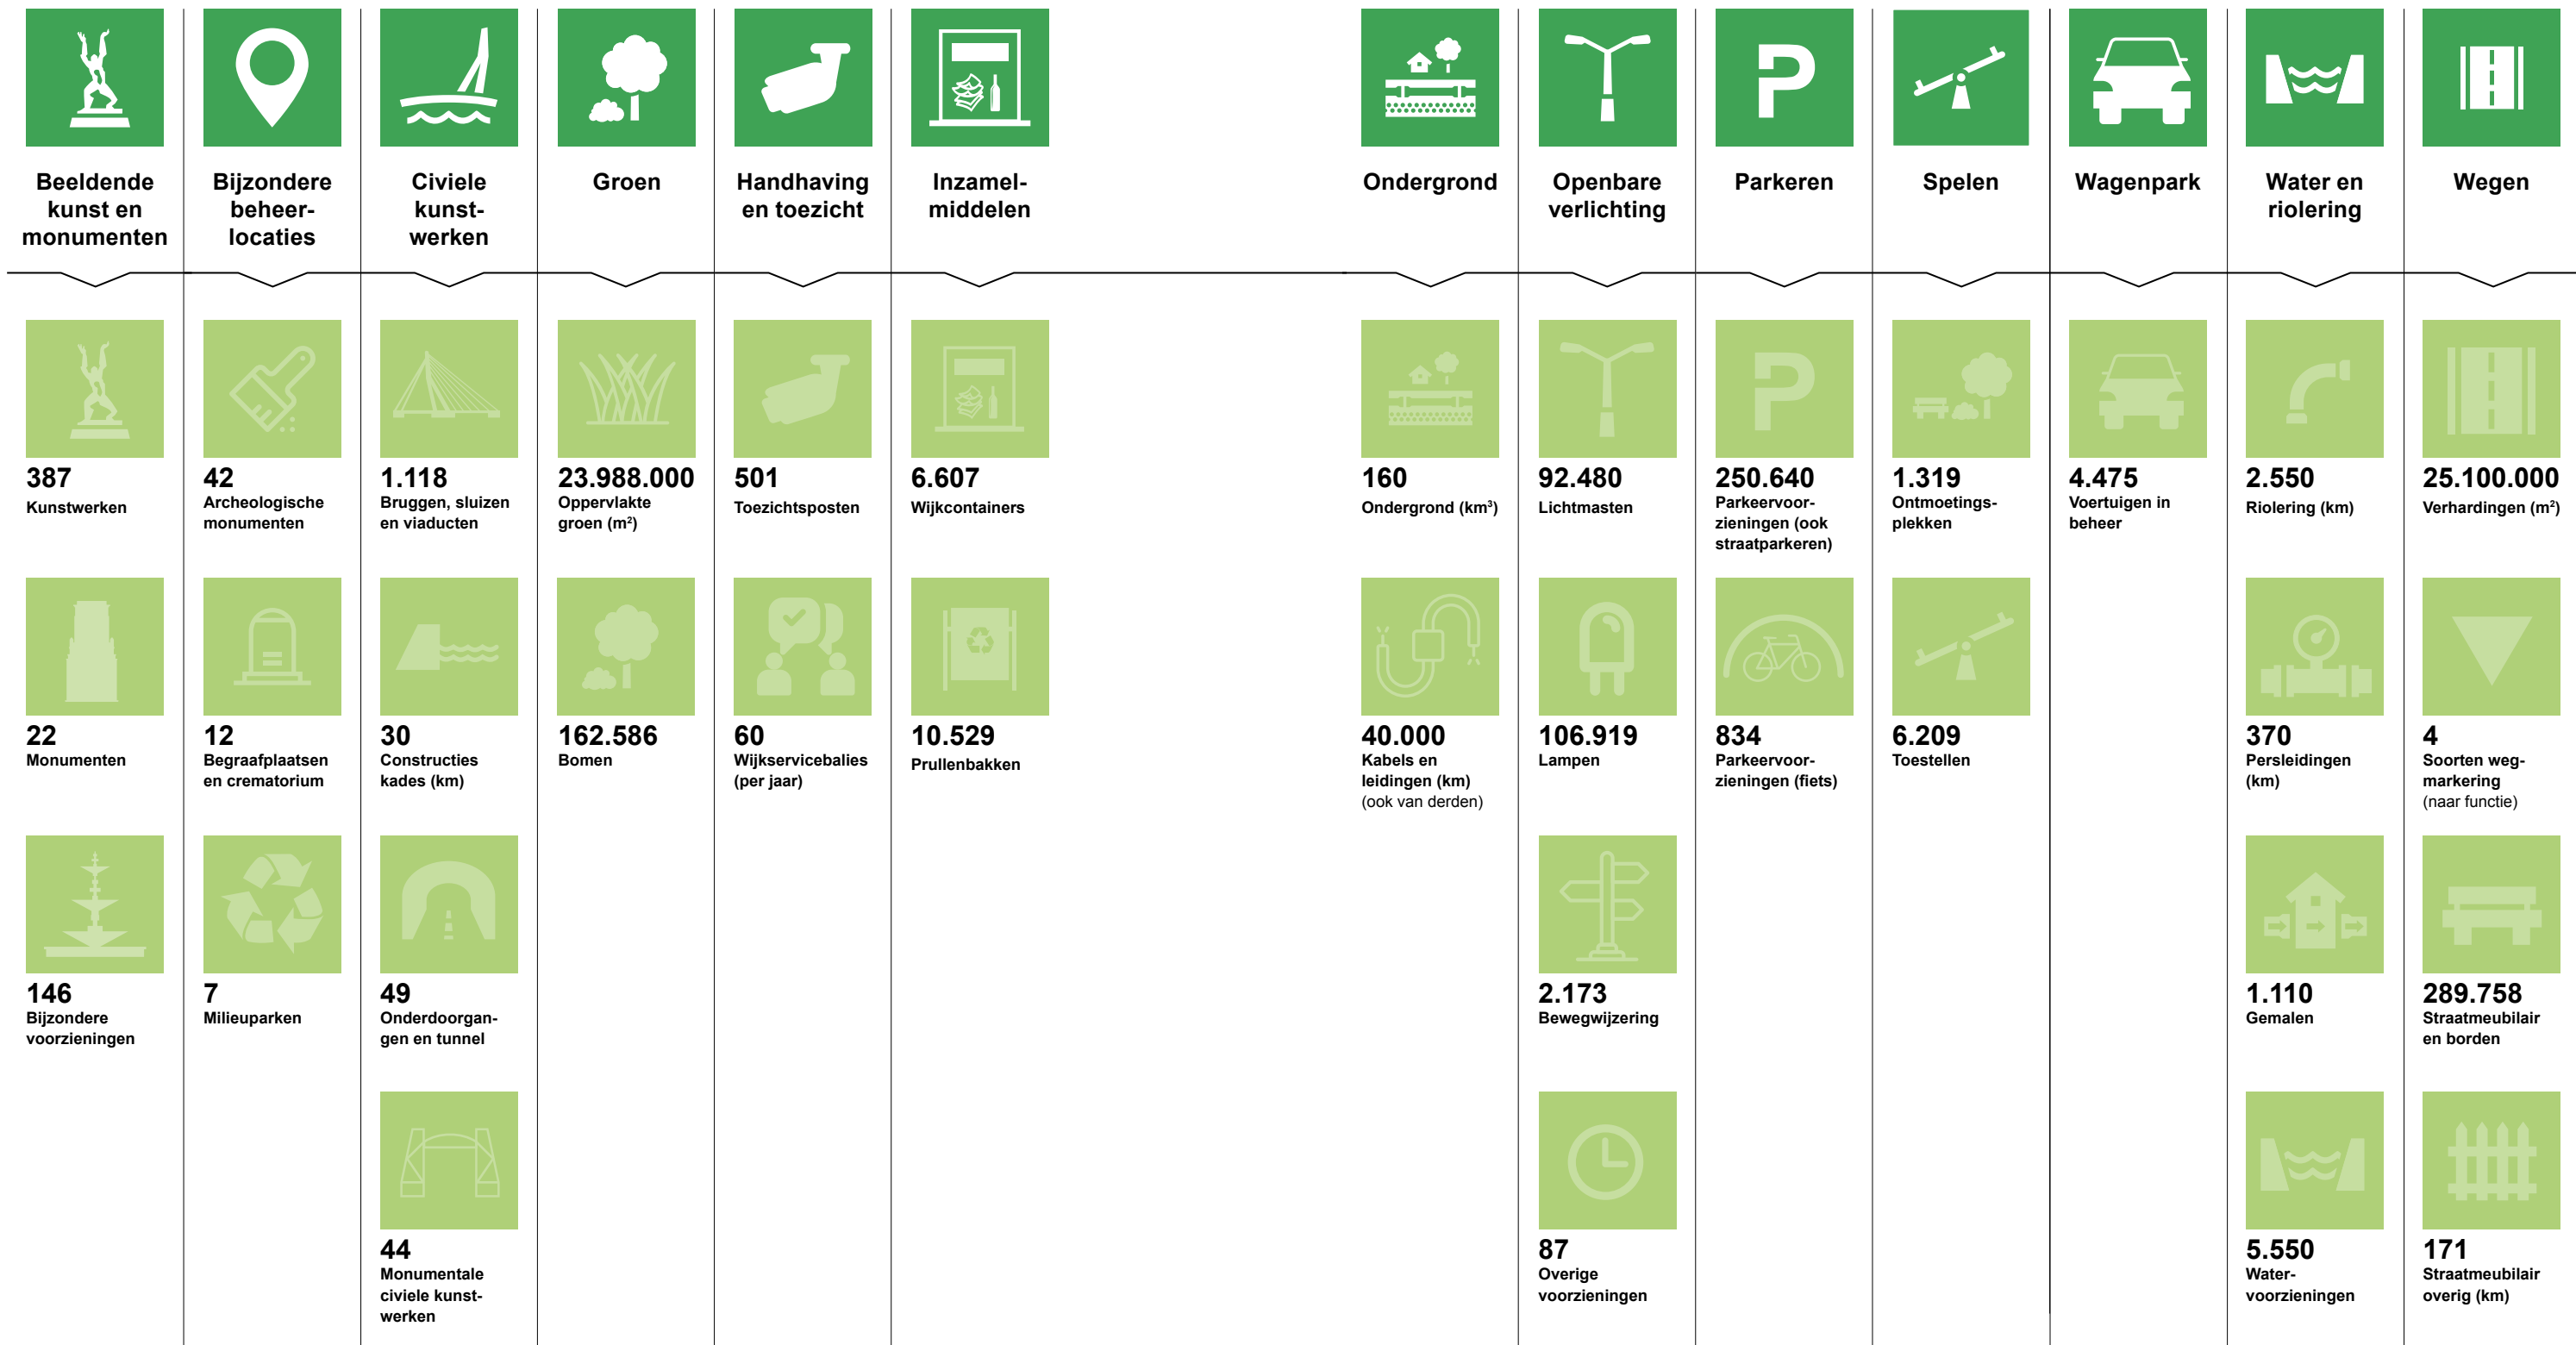 Beeldende
kunst en
monumenten
Bijzondere
beheer-
locaties
Civiele
kunst-
werken
Groen
Handhaving
en toezicht
Inzamel-
middelen
Ondergrond
Openbare
verlichting
Parkeren
Spelen
Wagenpark
Water en
riolering
Wegen
387
Kunstwerken
22
Monumenten
146
Bijzondere
voorzieningen
42
Archeologische
monumenten
12
Begraafplaatsen
en crematorium
7
Milieuparken
1.118
Bruggen, sluizen
en viaducten
30
Constructies
kades (km)
49
Onderdoorgan-
gen en tunnel
44
Monumentale
civiele kunst-
werken
23.988.000
Oppervlakte
groen (m²)
162.586
Bomen
501
Toezichtsposten
60
Wijkservicebalies
(per jaar)
6.607
Wijkcontainers
10.529
Prullenbakken
160
Ondergrond (km³)
40.000
Kabels en
leidingen (km)
(ook van derden)
92.480
Lichtmasten
106.919
Lampen
2.173
Bewegwijzering
87
Overige
voorzieningen
P
P
250.640
Parkeervoor-
zieningen (ook
straatparkeren)
834
Parkeervoor-
zieningen (fiets)
1.319
Ontmoetings-
plekken
6.209
Toestellen
4.475
Voertuigen in
beheer
2.550
Riolering (km)
370
Persleidingen
(km)
1.110
Gemalen
5.550
Water-
voorzieningen
25.100.000
Verhardingen (m²)
4
Soorten weg-
markering
(naar functie)
289.758
Straatmeubilair
en borden
171
Straatmeubilair
overig (km)